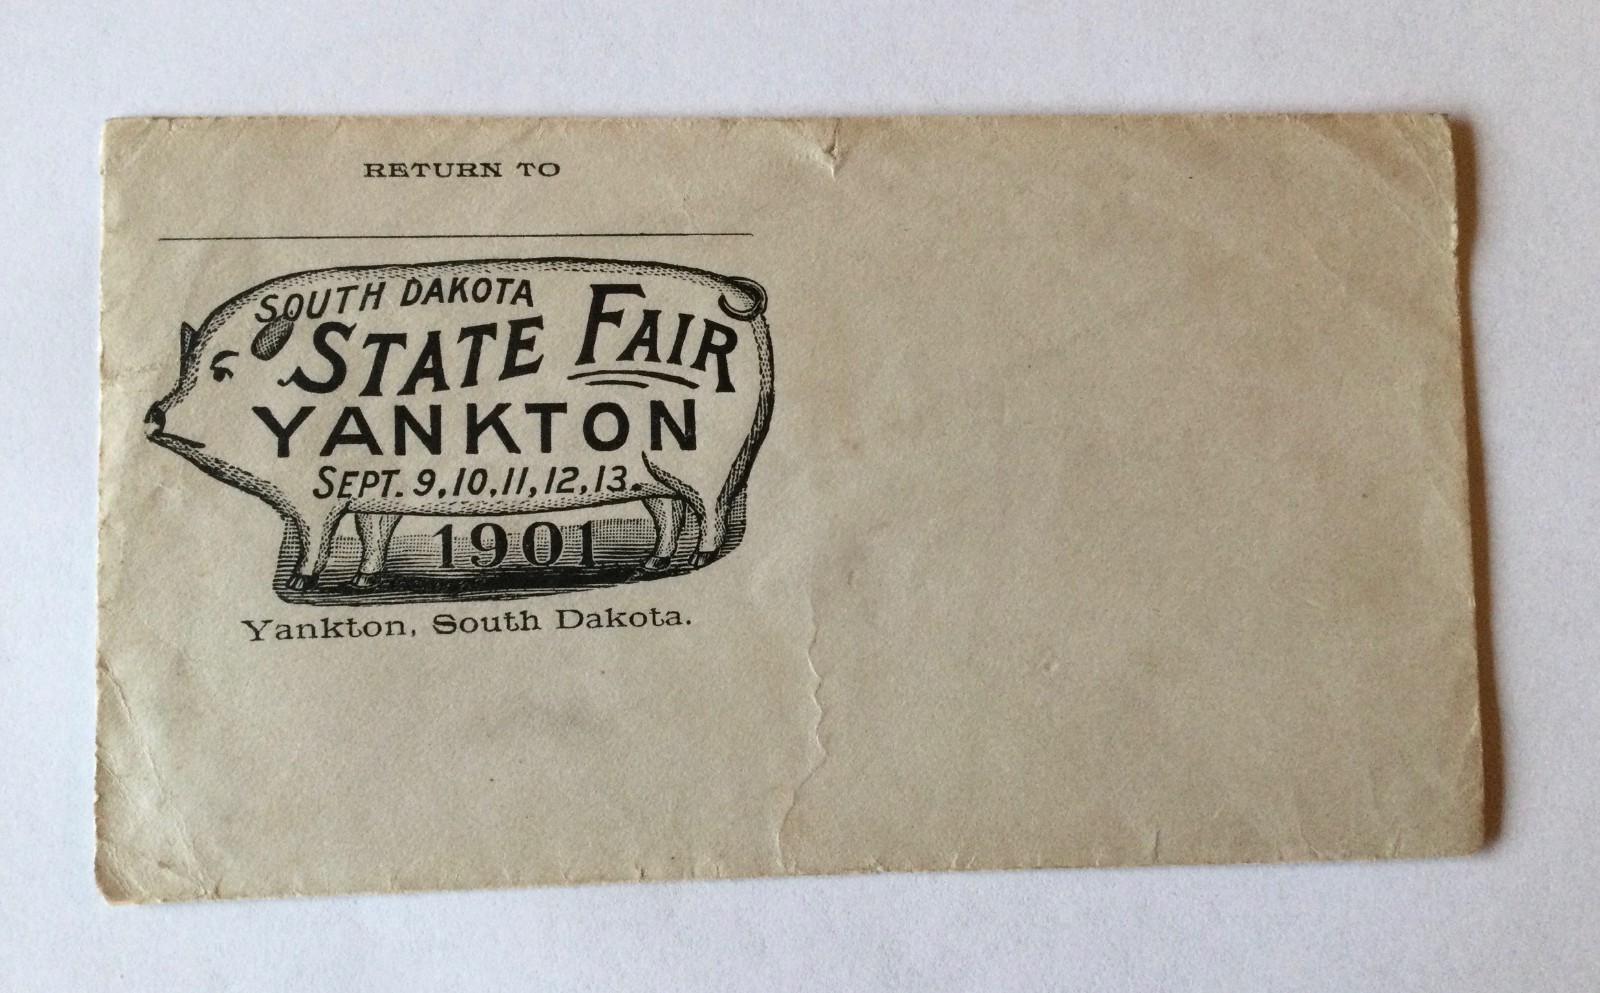 RETURN TO
SOUTH DAKOTA
STATE FAIR
YANKTON
SEPT. 9, 10, 11, 12, 13.
1901
Yankton, South Dakota.